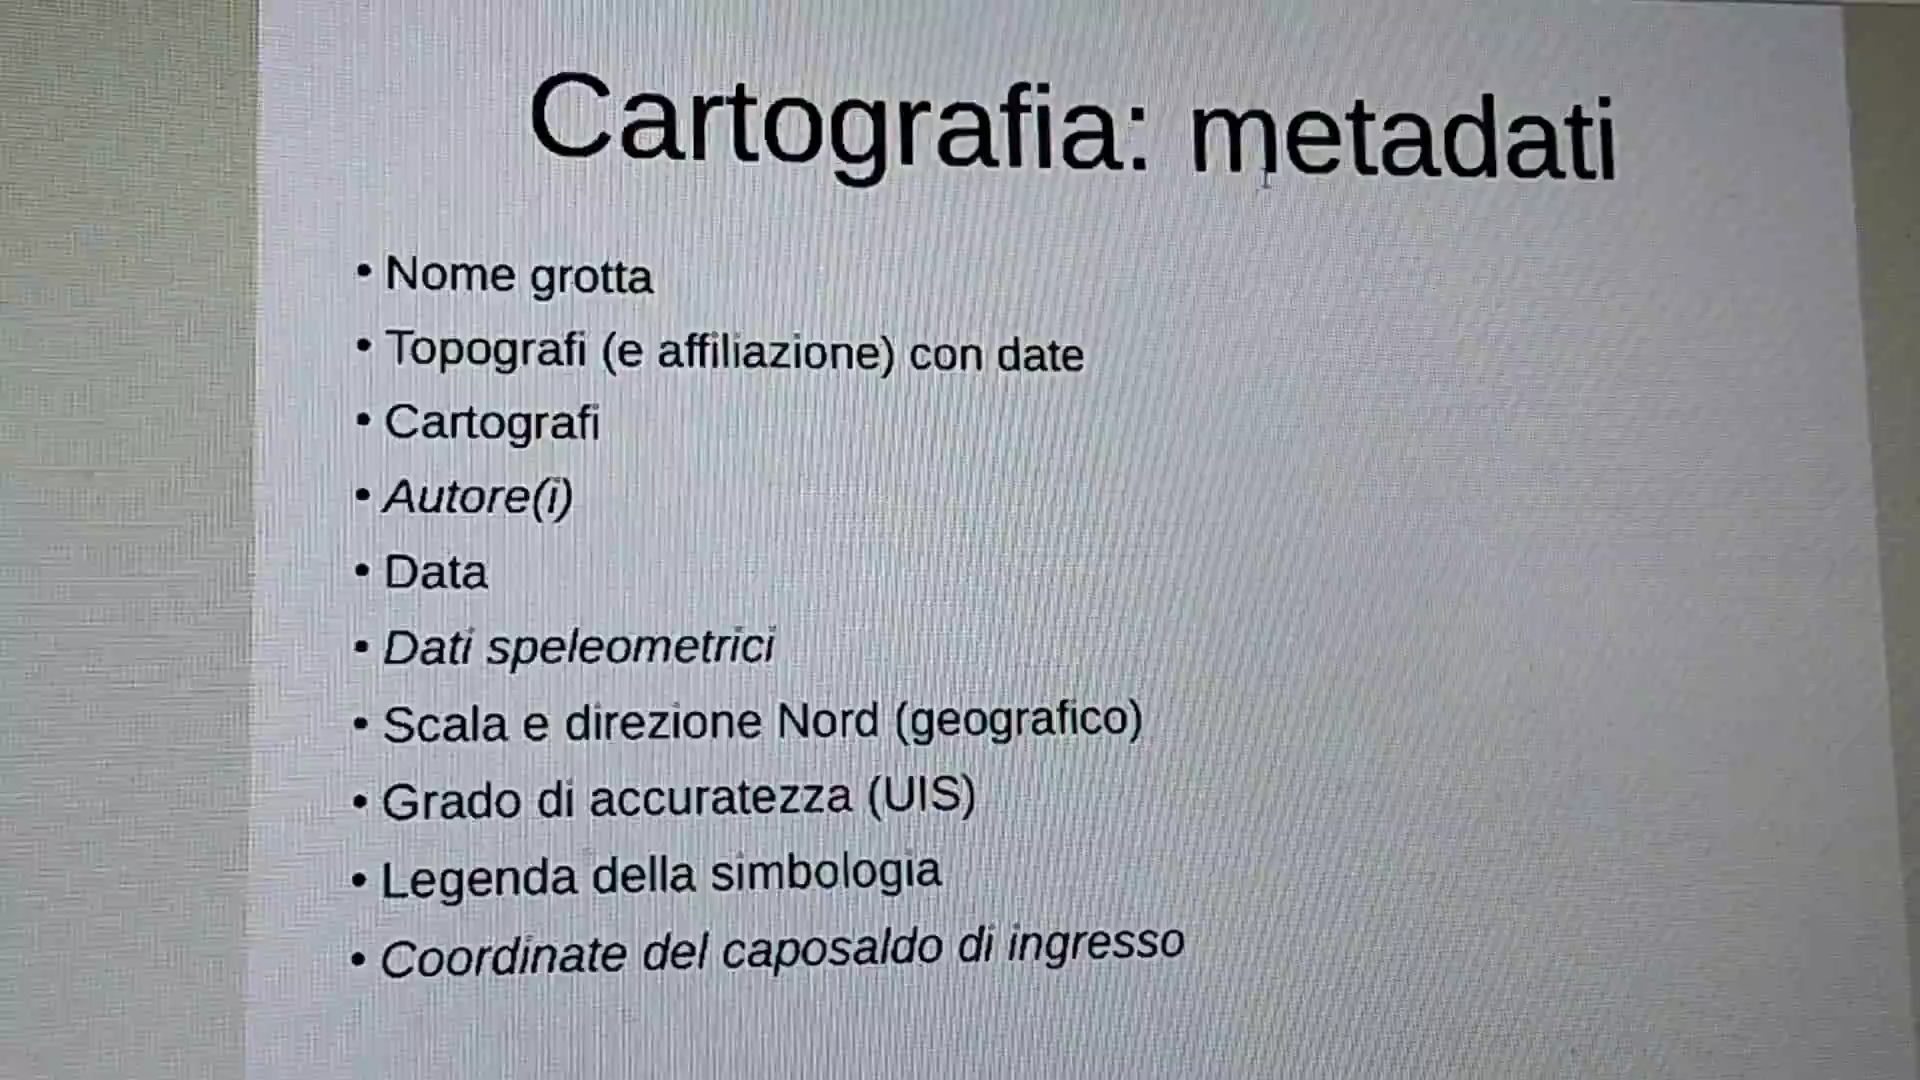 Cartografia: metadati
• Nome grotta
• Topografi (e affiliazione) con date
• Cartografi
• Autore(i)
• Data
• Dati speleometrici
• Scala e direzione Nord (geografico)
• Grado di accuratezza (UIS)
• Legenda della simbologia
• Coordinate del caposaldo di ingresso